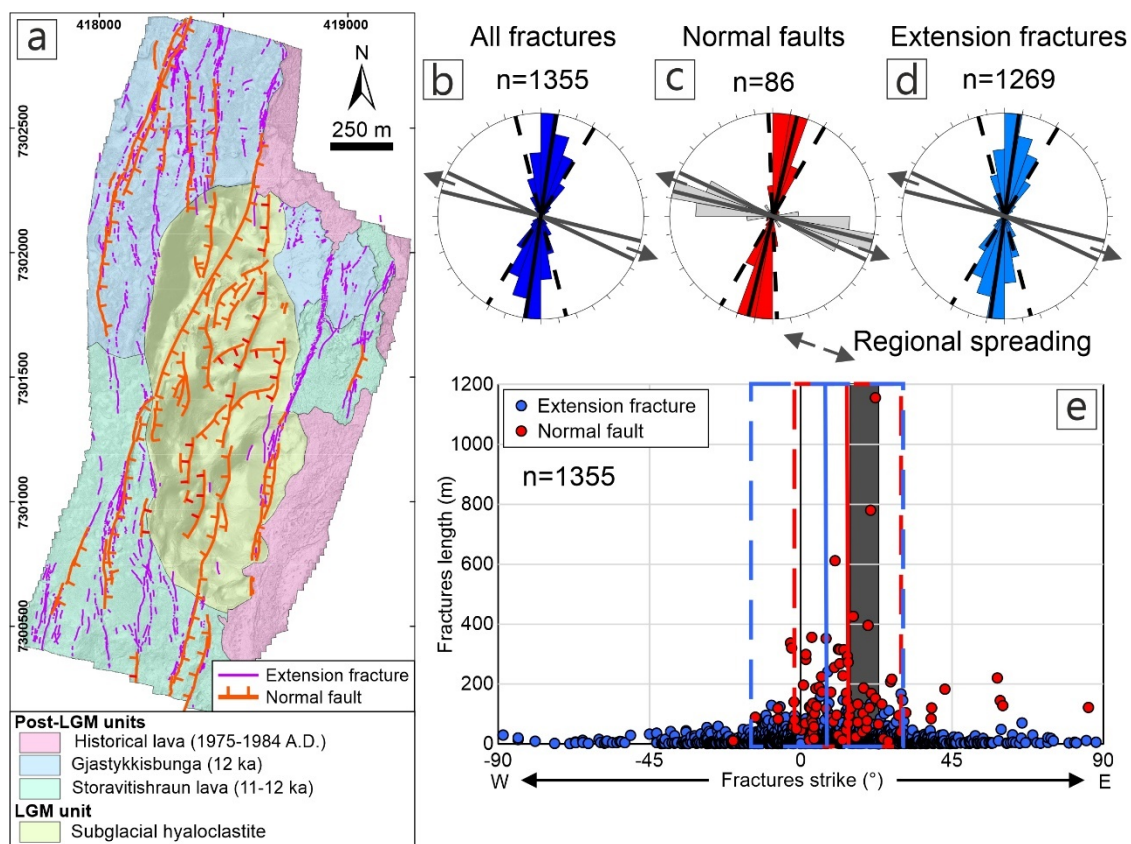 a
418000
419000
N
250 m
7302500
7302000
7301500
7301000
7300500
Extension fracture
Normal fault
Post-LGM units
Historical lava (1975-1984 A.D.)
Gjastykkisbunga (12 ka)
Storavitishraun lava (11-12 ka)
LGM unit
Subglacial hyaloclastite
All fractures
b
n=1355
Normal faults
c
n=86
Extension fractures
d
n=1269
Regional spreading
e
Extension fracture
Normal fault
n=1355
Fractures length (m)
1200
1000
800
600
400
200
0
-90 -45 0 45 90
W Fractures strike (°) E